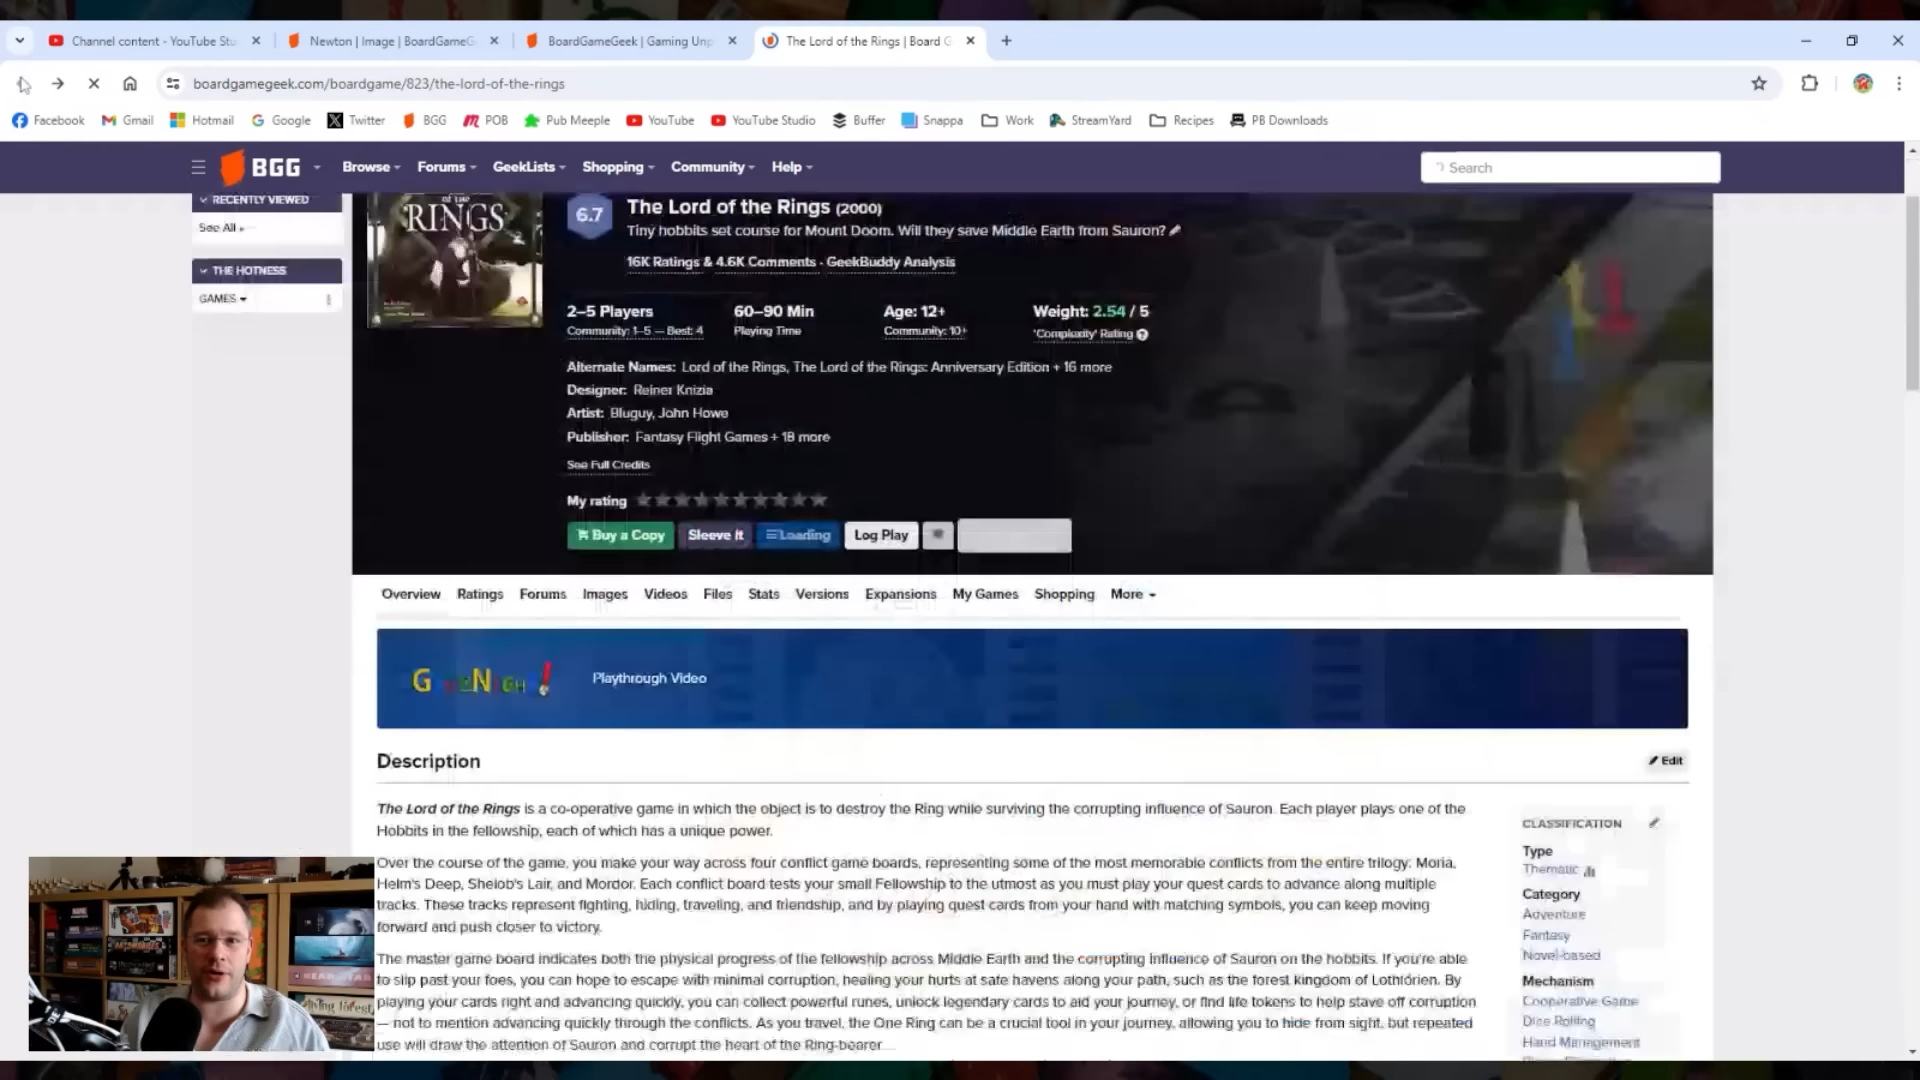 Channel content - YouTube Stu
Newton | Image | BoardGameG
BoardGameGeek | Gaming Unp
The Lord of the Rings | Board G
boardgamegeek.com/boardgame/823/the-lord-of-the-rings
Facebook Gmail Hotmail Google Twitter BGG POB Pub Meeple YouTube YouTube Studio Buffer Snappa Work StreamYard Recipes PB Downloads
BGG Browse Forums GeekLists Shopping Community Help Search
RECENTLY VIEWED
See All »
THE HOTNESS
GAMES
of the
RINGS
6.7 The Lord of the Rings (2000)
Tiny hobbits set course for Mount Doom. Will they save Middle Earth from Sauron?
16K Ratings & 4.6K Comments · GeekBuddy Analysis
2–5 Players 60–90 Min Age: 12+ Weight: 2.54 / 5
Community: 1–5 — Best: 4 Playing Time Community: 10+ 'Complexity' Rating
Alternate Names: Lord of the Rings, The Lord of the Rings: Anniversary Edition + 16 more
Designer: Reiner Knizia
Artist: Bluguy, John Howe
Publisher: Fantasy Flight Games + 18 more
See Full Credits
My rating
Buy a Copy Sleeve It Loading Log Play
Overview Ratings Forums Images Videos Files Stats Versions Expansions My Games Shopping More
Playthrough Video
Description
Edit
The Lord of the Rings is a co-operative game in which the object is to destroy the Ring while surviving the corrupting influence of Sauron. Each player plays one of the
Hobbits in the fellowship, each of which has a unique power.
Over the course of the game, you make your way across four conflict game boards, representing some of the most memorable conflicts from the entire trilogy: Moria,
Helm's Deep, Shelob's Lair, and Mordor. Each conflict board tests your small Fellowship to the utmost as you must play your quest cards to advance along multiple
tracks. These tracks represent fighting, hiding, traveling, and friendship, and by playing quest cards from your hand with matching symbols, you can keep moving
forward and push closer to victory.
The master game board indicates both the physical progress of the fellowship across Middle Earth and the corrupting influence of Sauron on the hobbits. If you're able
to slip past your foes, you can hope to escape with minimal corruption, healing your hurts at safe havens along your path, such as the forest kingdom of Lothlórien. By
playing your cards right and advancing quickly, you can collect powerful runes, unlock legendary cards to aid your journey, or find life tokens to help stave off corruption
— not to mention advancing quickly through the conflicts. As you travel, the One Ring can be a crucial tool in your journey, allowing you to hide from sight, but repeated
use will draw the attention of Sauron and corrupt the heart of the Ring-bearer
CLASSIFICATION
Type
Thematic
Category
Adventure
Fantasy
Novel-based
Mechanism
Cooperative Game
Dice Rolling
Hand Management